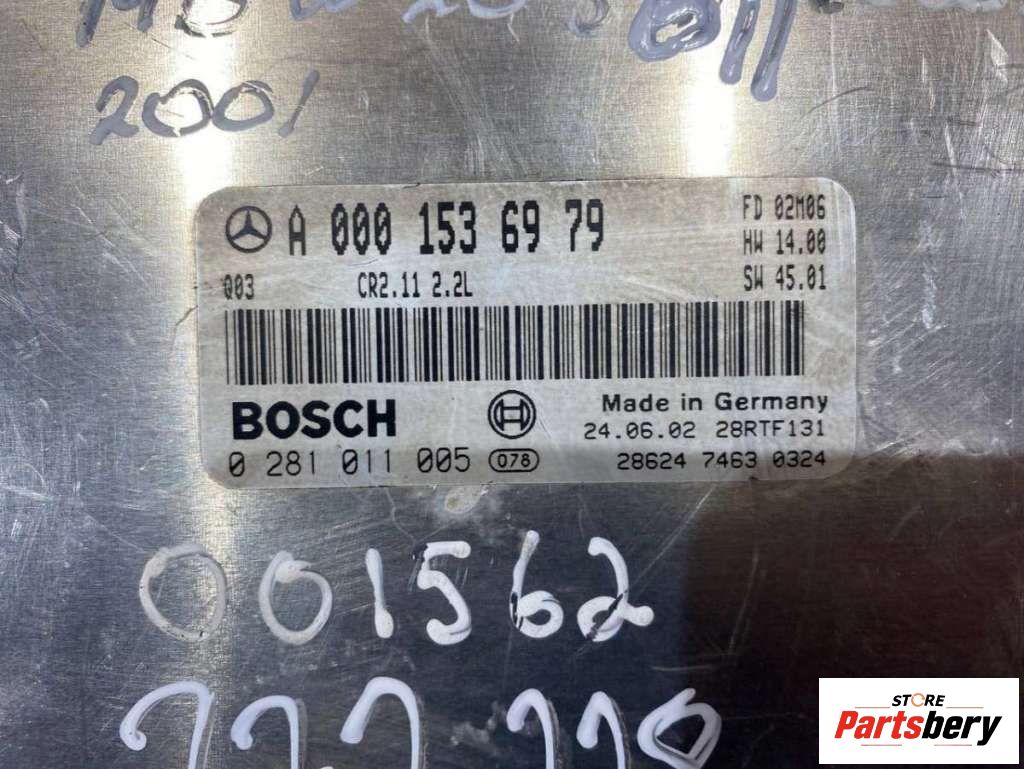 2001
A 000 153 69 79
FD 02M06
HW 14.00
Q03 CR2.11 2.2L
SW 45.01
BOSCH
Made in Germany
24.06.02 28RTF131
0 281 011 005 078
28624 7463 0324
001562
STORE
Partsbery